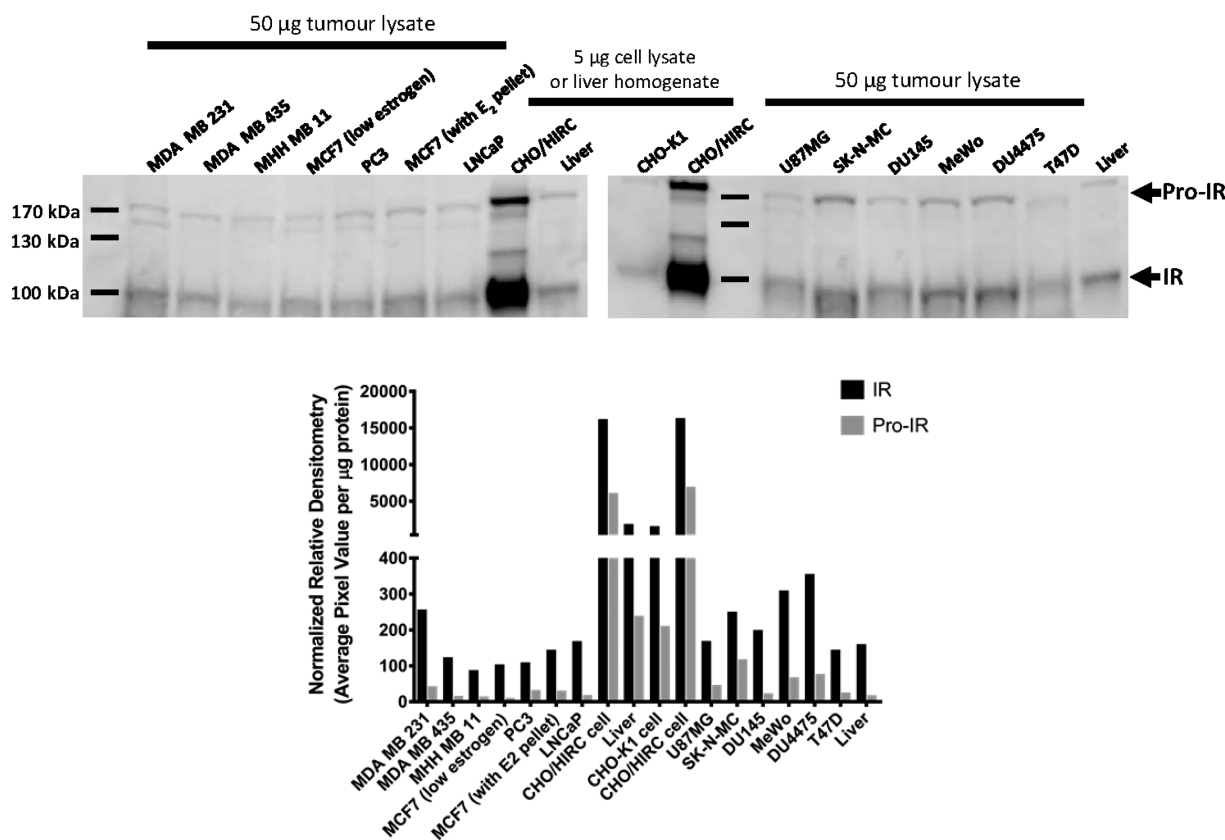 50 µg tumour lysate
5 µg cell lysate
or liver homogenate
50 µg tumour lysate
MDA MB 231
MDA MB 435
MHH MB 11
MCF7 (low estrogen)
PC3
MCF7 (with E₂ pellet)
LNCaP
CHO/HIRC
Liver
CHO-K1
CHO/HIRC
U87MG
SK-N-MC
DU145
MeWo
DU4475
T47D
Liver
170 kDa
130 kDa
100 kDa
Pro-IR
IR
Normalized Relative Densitometry
(Average Pixel Value per µg protein)
20000
15000
10000
5000
400
300
200
100
0
IR
Pro-IR
MDA MB 231
MDA MB 435
MHH MB 11
MCF7 (low estrogen)
PC3
MCF7 (with E2 pellet)
LNCaP
CHO/HIRC cell
Liver
CHO-K1 cell
CHO/HIRC cell
U87MG
SK-N-MC
DU145
MeWo
DU4475
T47D
Liver